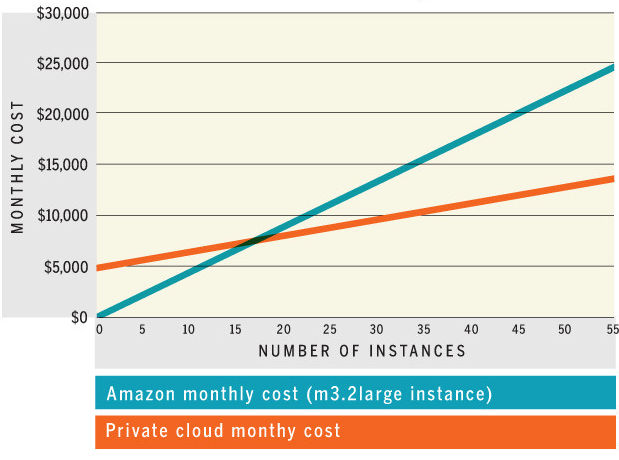 $30,000
$25,000
$20,000
$15,000
$10,000
$5,000
$0
MONTHLY COST
0 5 10 15 20 25 30 35 40 45 50 55
NUMBER OF INSTANCES
Amazon monthly cost (m3.2large instance)
Private cloud monthy cost